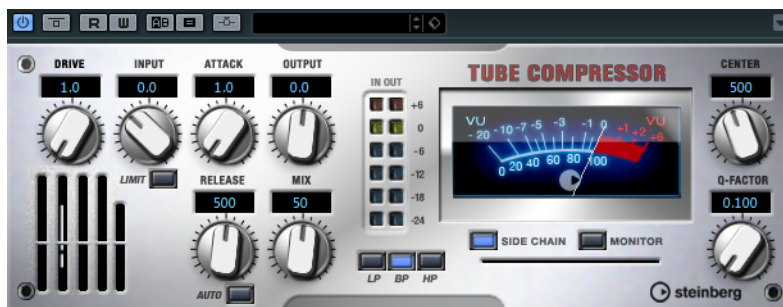 R W AB
DRIVE INPUT ATTACK OUTPUT
1.0 0.0 1.0 0.0
LIMIT
RELEASE MIX
500 50
AUTO
IN OUT
+6
0
-6
-12
-18
-24
LP BP HP
TUBE COMPRESSOR
VU VU
-20 -10 -7 -5 -3 -1 0 +1 +2 +6
0 20 40 60 80 100
SIDE CHAIN MONITOR
CENTER
500
Q-FACTOR
0.100
steinberg